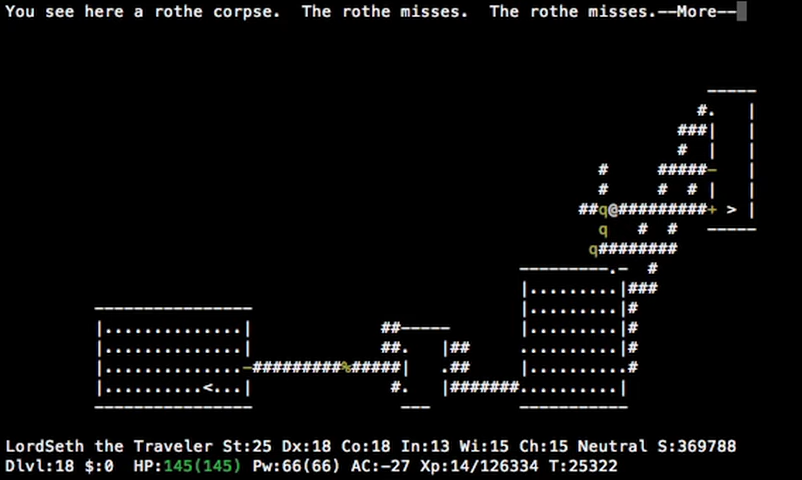 You see here a rothe corpse.  The rothe misses.  The rothe misses.--More--
-----
#.   |
###|   |
#  |   |
#     #####-   |
#     #  # |   |
##q@#########+ > |
q   #  #   -----
q########
---------.-  #
|.........|###
----------------   |.........|#
|..............|   ##-----   |.........|#
|..............|   ##.   |##   ..........|#
|..............-#########%#####|   .##   |..........#
|..........<...|   #.   |#######..........|
----------------   ---   -----------
LordSeth the Traveler St:25 Dx:18 Co:18 In:13 Wi:15 Ch:15 Neutral S:369788
Dlvl:18 $:0  HP:145(145) Pw:66(66) AC:-27 Xp:14/126334 T:25322